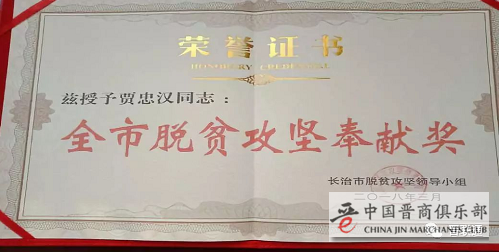 荣誉证书
HONORARY CREDENTIAL
兹授予贾忠汉同志：
全市脱贫攻坚奉献奖
长治市脱贫攻坚领导小组
二〇一八年三月
晋
中国晋商俱乐部
CHINA JIN MARCHANTS CLUB